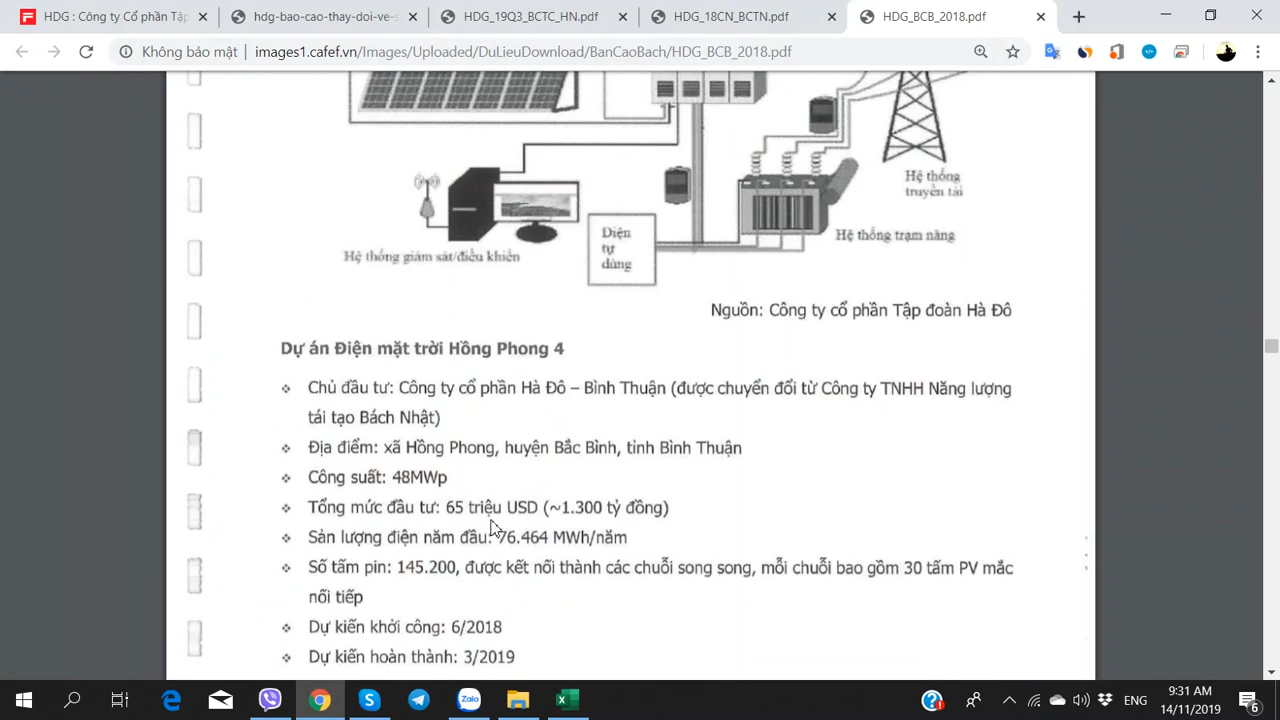 HDG : Công ty Cổ phần Tập
hdg-bao-cao-thay-doi-ve-s
HDG_19Q3_BCTC_HN.pdf
HDG_18CN_BCTN.pdf
HDG_BCB_2018.pdf
Không bảo mật
images1.cafef.vn/Images/Uploaded/DuLieuDownload/BanCaoBach/HDG_BCB_2018.pdf
Hệ thống
truyền tải
Điện
tự
dùng
Hệ thống trạm nâng
Hệ thống giám sát/điều khiển
Nguồn: Công ty cổ phần Tập đoàn Hà Đô
Dự án Điện mặt trời Hồng Phong 4
❖ Chủ đầu tư: Công ty cổ phần Hà Đô – Bình Thuận (được chuyển đổi từ Công ty TNHH Năng lượng
tái tạo Bách Nhật)
❖ Địa điểm: xã Hồng Phong, huyện Bắc Bình, tỉnh Bình Thuận
❖ Công suất: 48MWp
❖ Tổng mức đầu tư: 65 triệu USD (~1.300 tỷ đồng)
❖ Sản lượng điện năm đầu: 76.464 MWh/năm
❖ Số tấm pin: 145.200, được kết nối thành các chuỗi song song, mỗi chuỗi bao gồm 30 tấm PV mắc
nối tiếp
❖ Dự kiến khởi công: 6/2018
❖ Dự kiến hoàn thành: 3/2019
Zalo
ENG
9:31 AM
14/11/2019
6